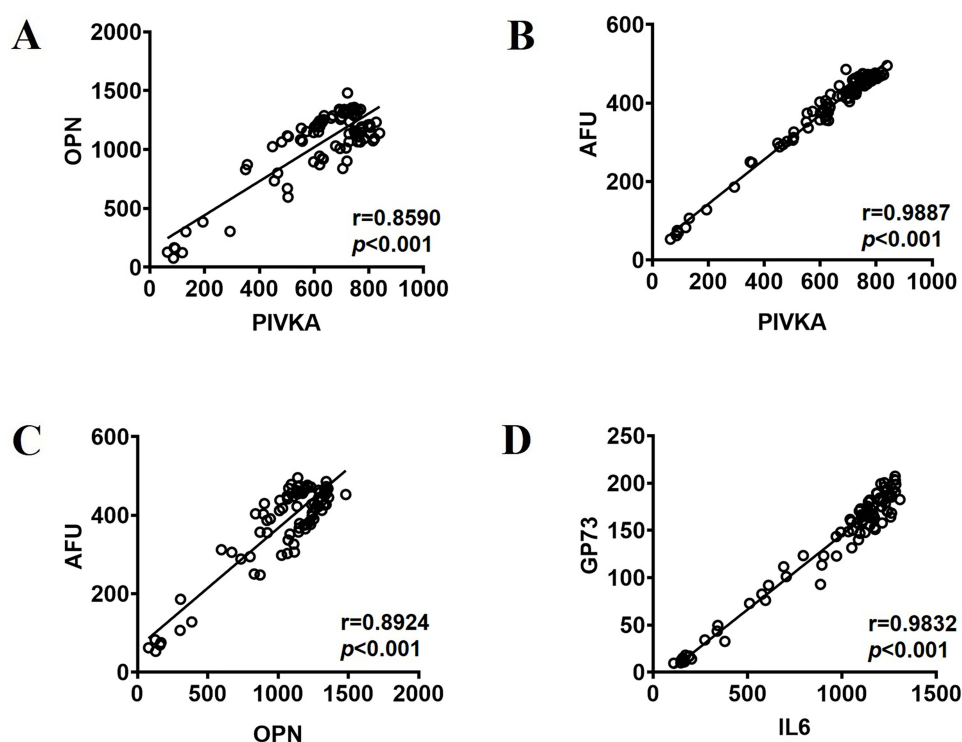 A
2000
1500
1000
500
0
OPN
0 200 400 600 800 1000
PIVKA
r=0.8590
p<0.001
B
600
400
200
0
AFU
0 200 400 600 800 1000
PIVKA
r=0.9887
p<0.001
C
600
400
200
0
AFU
0 500 1000 1500 2000
OPN
r=0.8924
p<0.001
D
250
200
150
100
50
0
GP73
0 500 1000 1500
IL6
r=0.9832
p<0.001